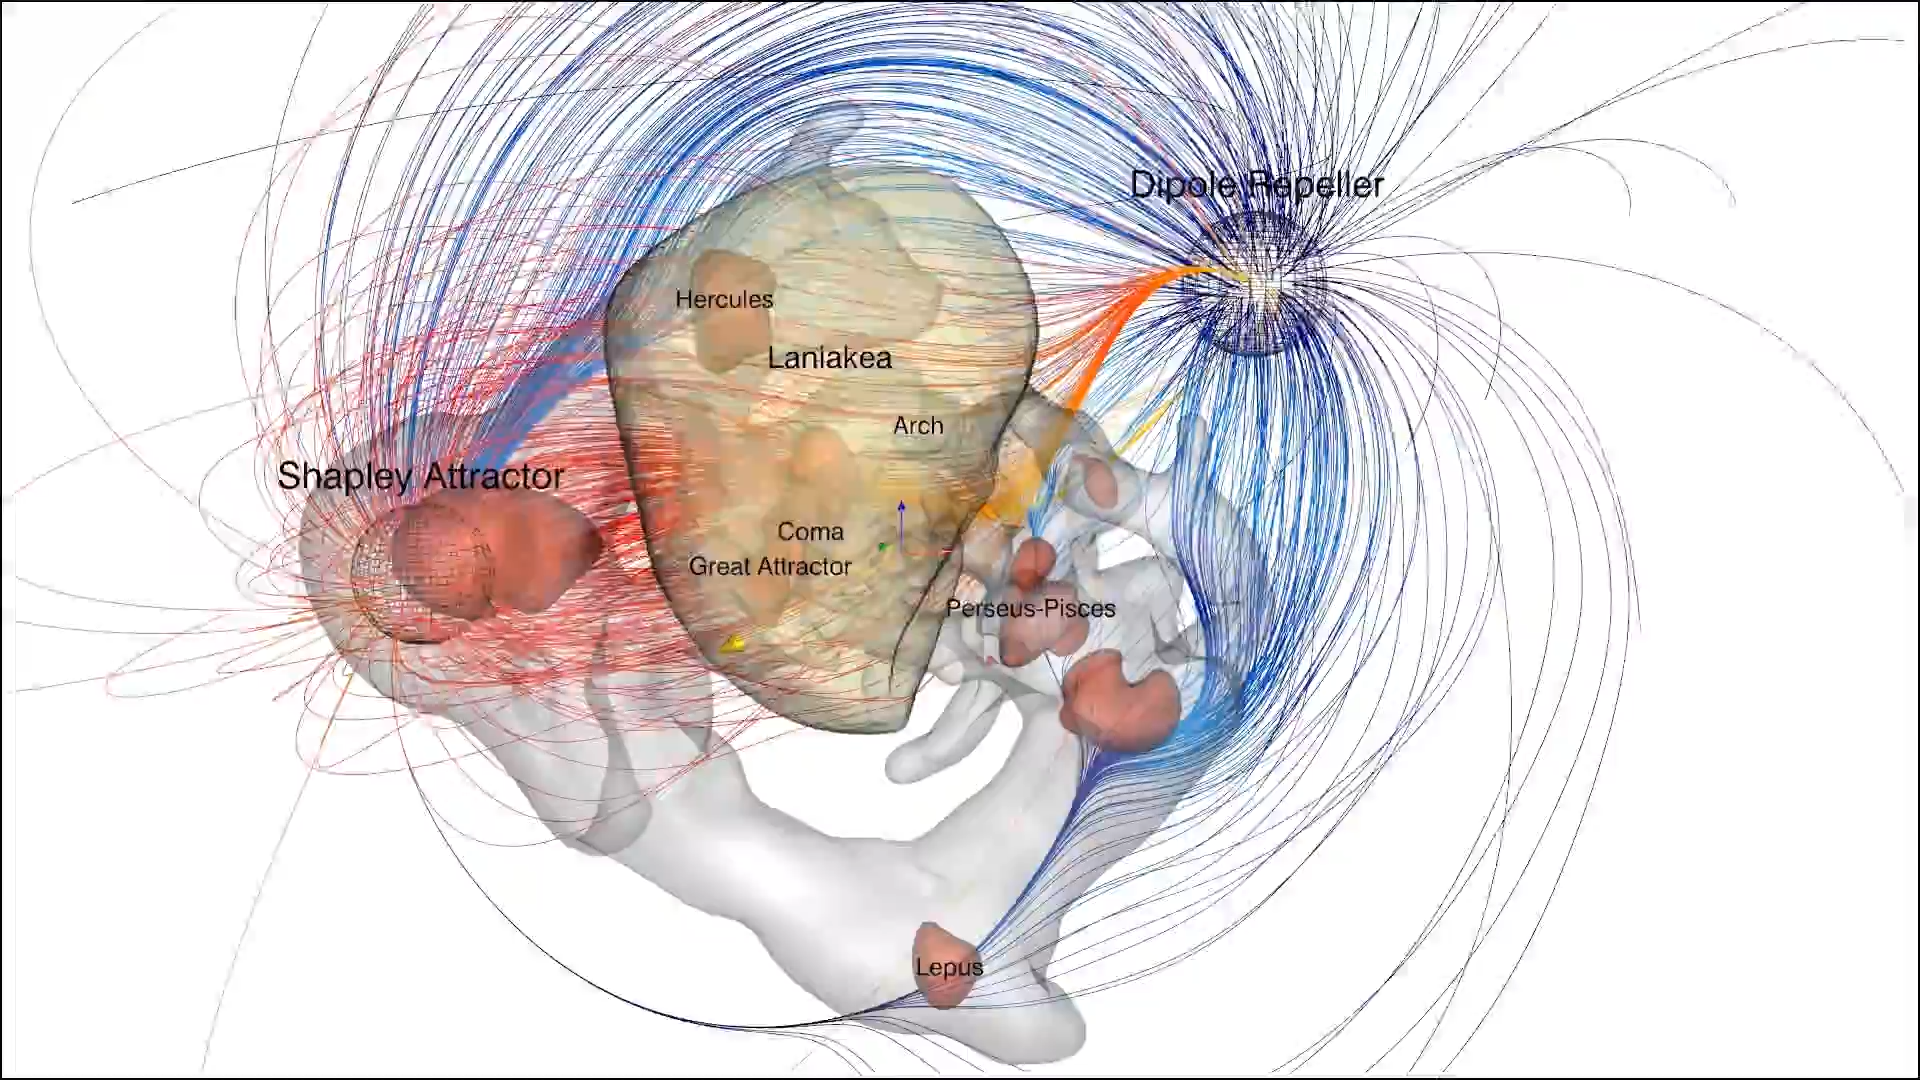 Dipole Repeller
Hercules
Laniakea
Arch
Shapley Attractor
Coma
Great Attractor
Perseus-Pisces
Lepus